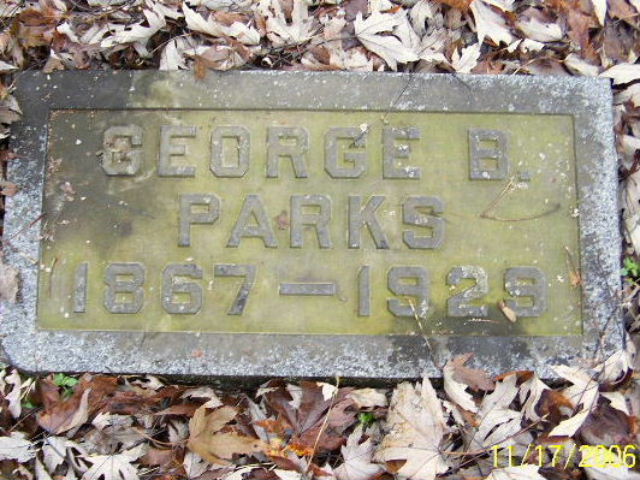 GEORGE B.
PARKS
1867—1929
11/17/2006